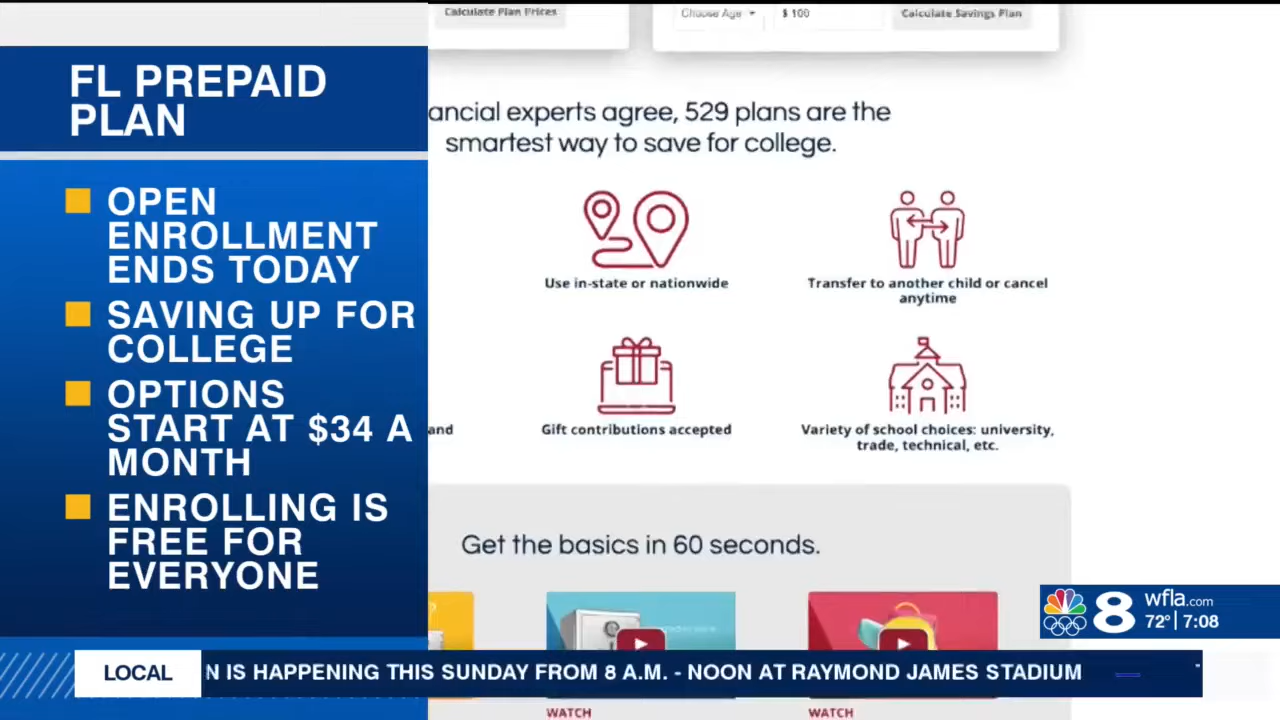 Calculate Plan Prices
Choose Age
$ 100
Calculate Savings Plan
FL PREPAID
PLAN
ancial experts agree, 529 plans are the
smartest way to save for college.
OPEN
ENROLLMENT
ENDS TODAY
SAVING UP FOR
COLLEGE
OPTIONS
START AT $34 A
MONTH
ENROLLING IS
FREE FOR
EVERYONE
Use in-state or nationwide
Transfer to another child or cancel
anytime
and
Gift contributions accepted
Variety of school choices: university,
trade, technical, etc.
Get the basics in 60 seconds.
8
wfla.com
72° 7:08
LOCAL
N IS HAPPENING THIS SUNDAY FROM 8 A.M. - NOON AT RAYMOND JAMES STADIUM
WATCH
WATCH